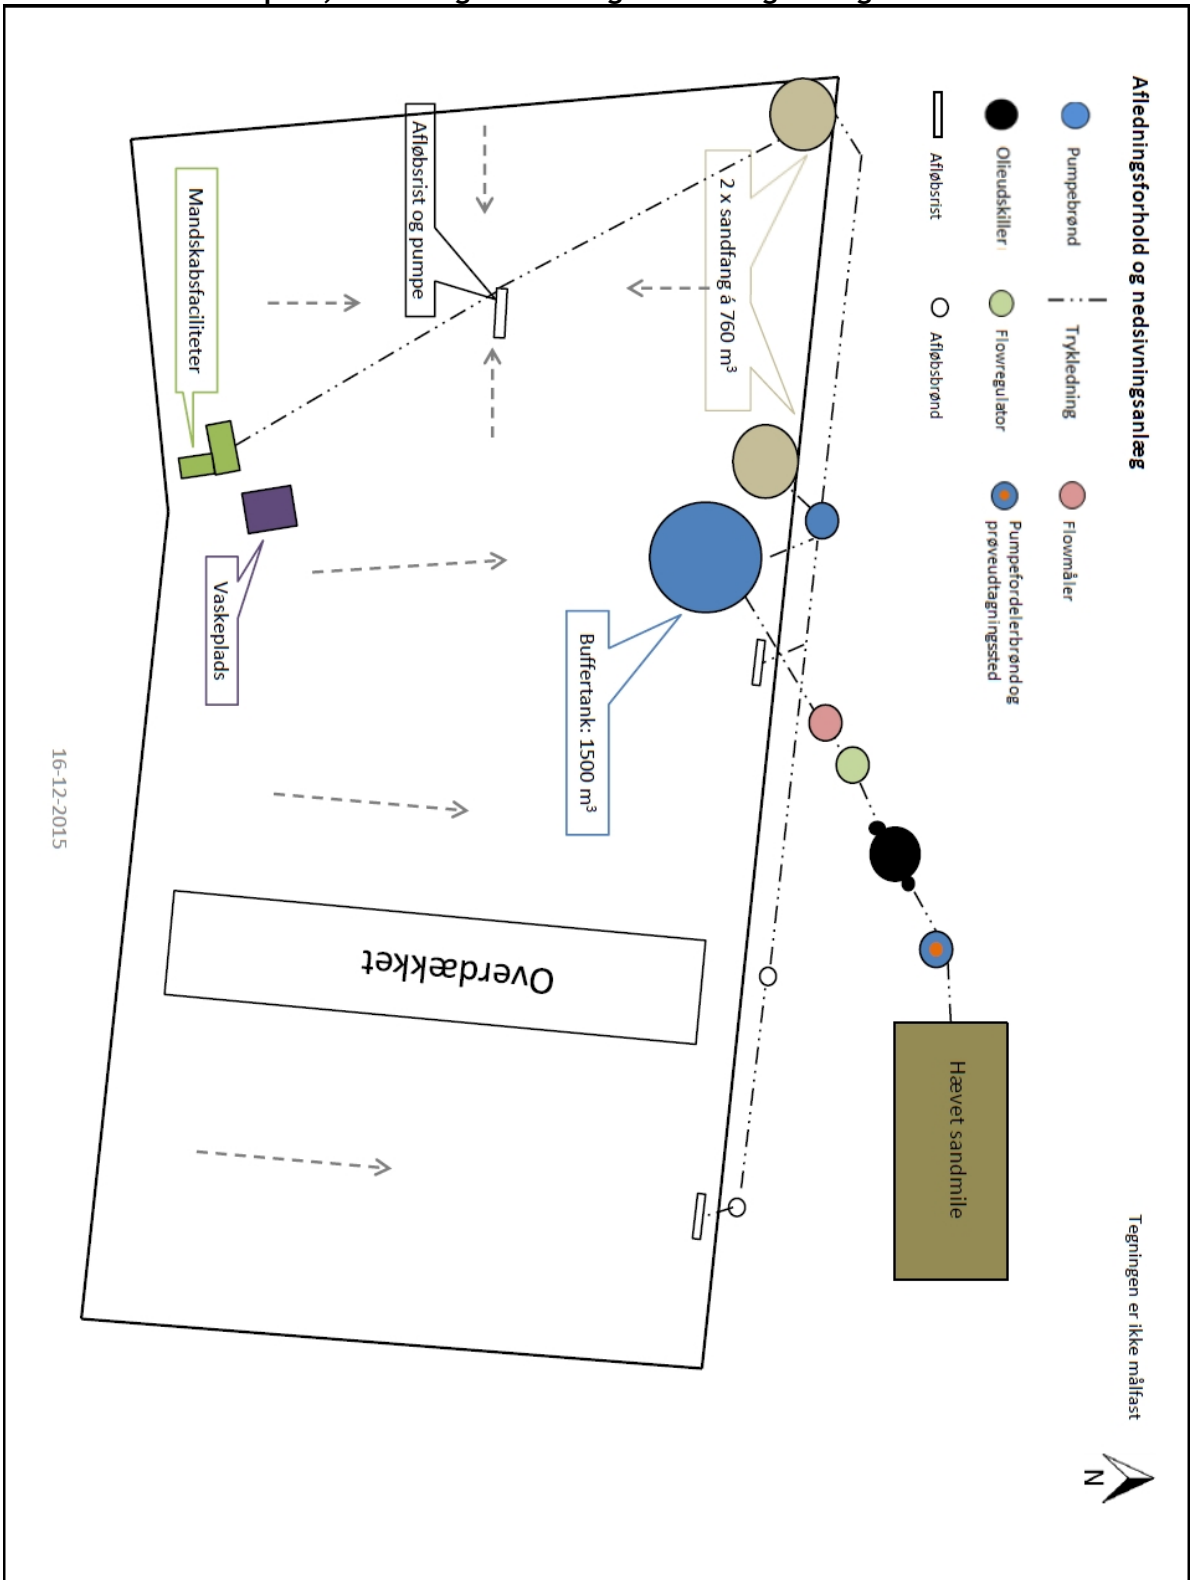 Afledningsforhold og nedsivningsanlæg
Pumpebrønd
Trykledning
Flowmåler
Olieudskiller
Flowregulator
Pumpefordelerbrønd og
prøveudtagningssted
Afløbsrist
Afløbsbrønd
Tegningen er ikke målfast
N
2 x sandfang á 760 m³
Afløbsrist og pumpe
Mandskabsfaciliteter
Vaskeplads
Buffertank: 1500 m³
Hævet sandmile
Overdækket
16-12-2015